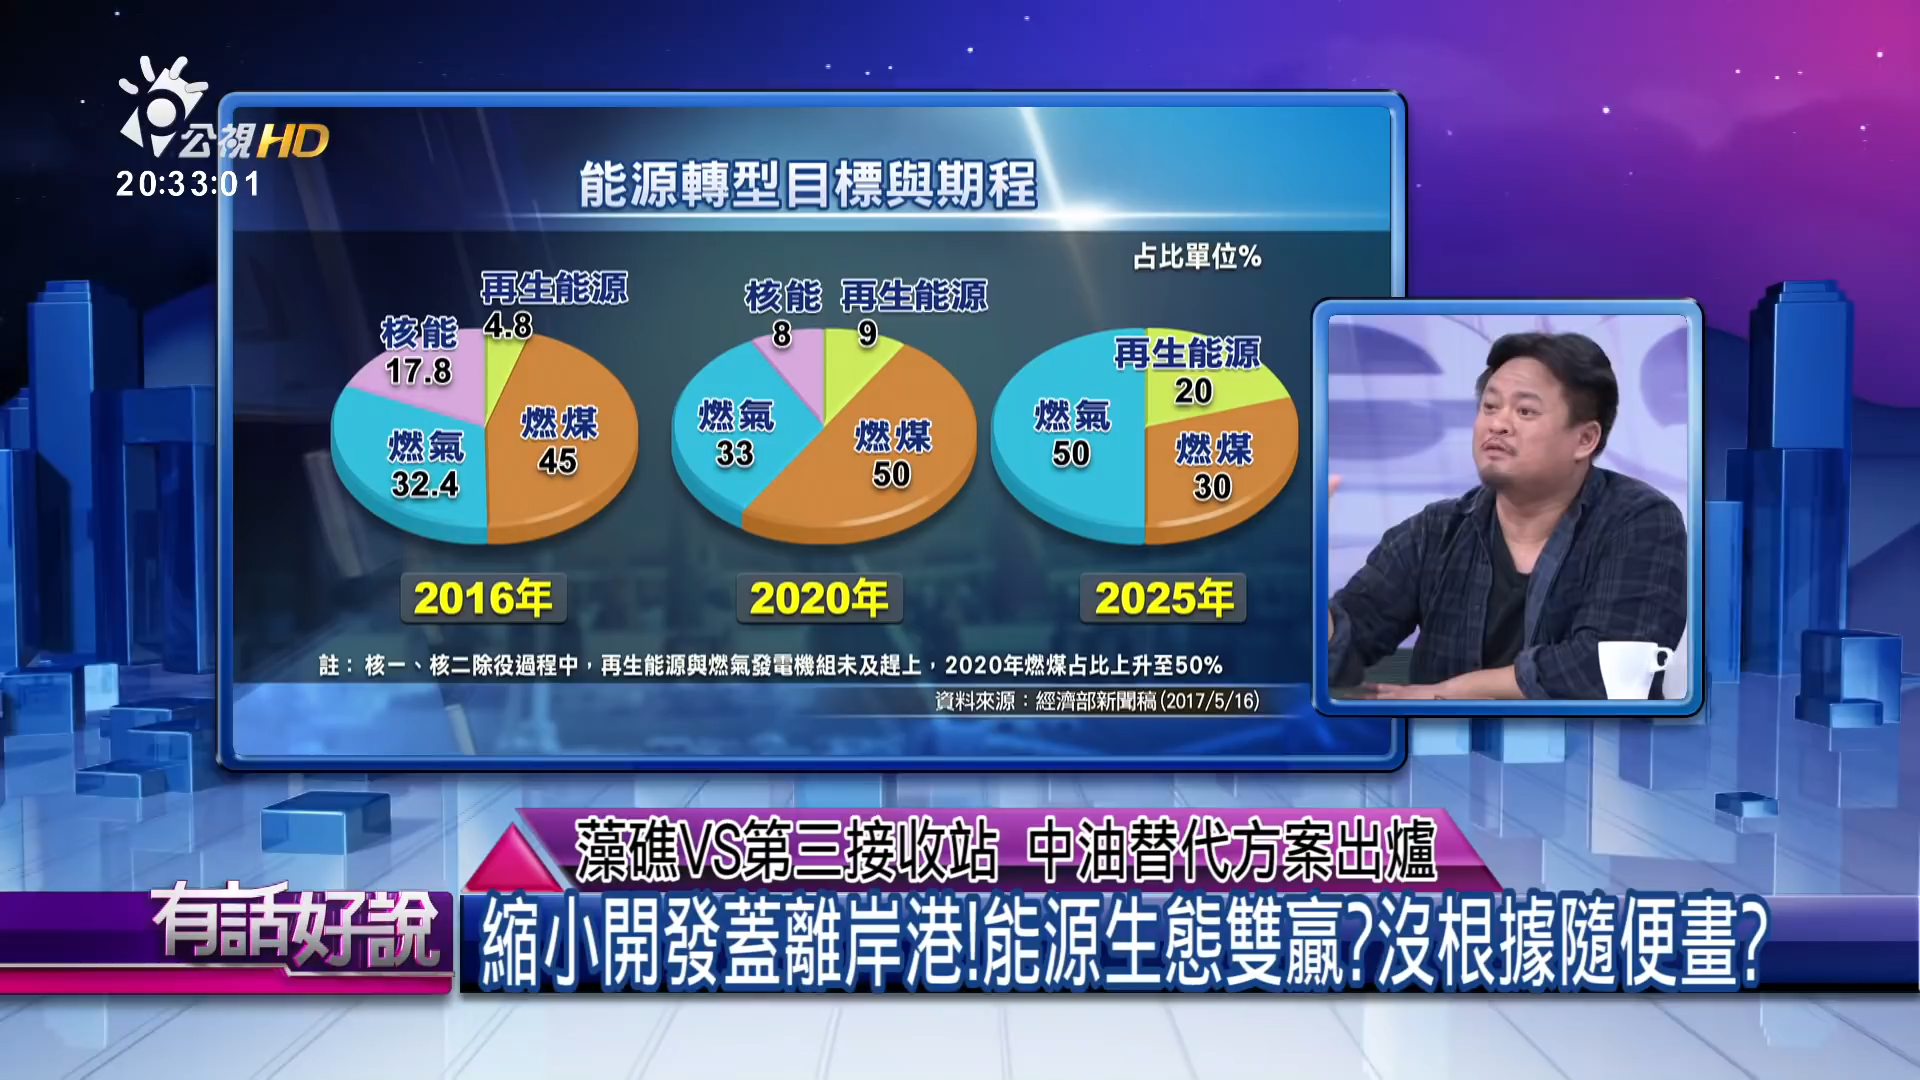 公視HD
20:33:01
能源轉型目標與期程
占比單位%
再生能源
4.8
核能
17.8
燃氣
32.4
燃煤
45
核能
8
再生能源
9
燃氣
33
燃煤
50
再生能源
20
燃氣
50
燃煤
30
2016年
2020年
2025年
註：核一、核二除役過程中，再生能源與燃氣發電機組未及趕上，2020年燃煤占比上升至50%
資料來源：經濟部新聞稿(2017/5/16)
藻礁VS第三接收站 中油替代方案出爐
有話好說
縮小開發蓋離岸港!能源生態雙贏?沒根據隨便畫?